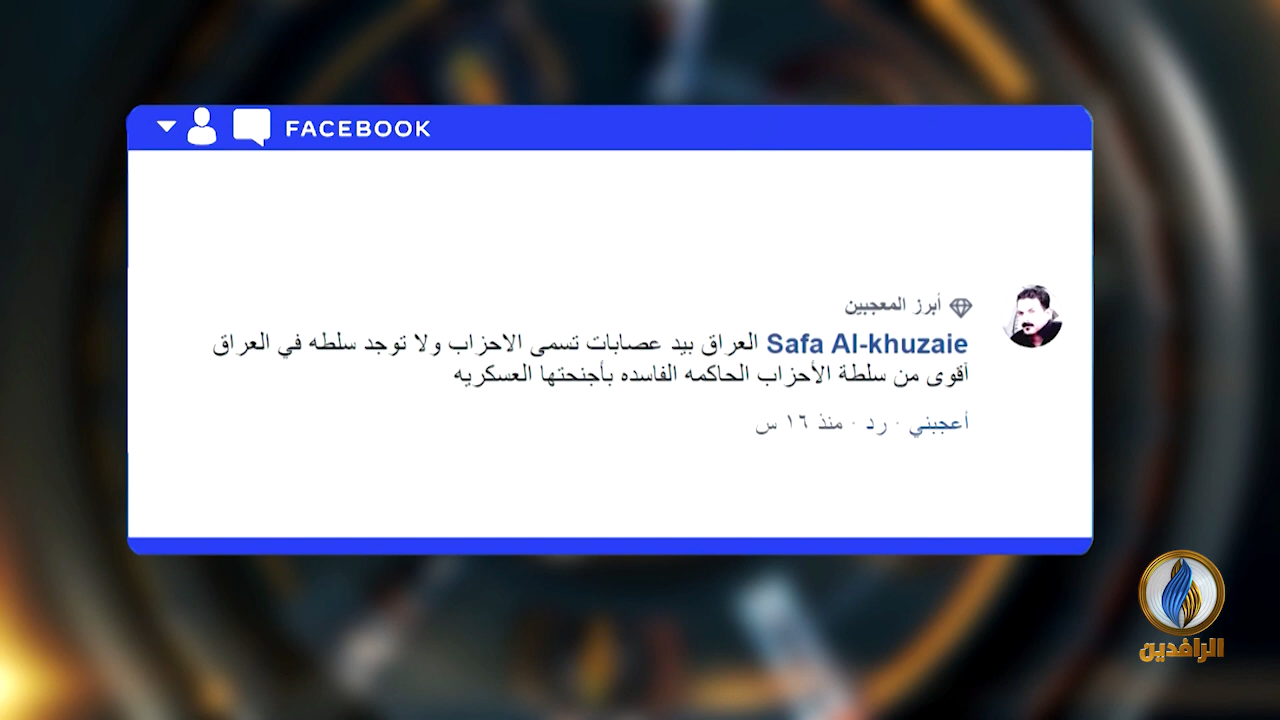 FACEBOOK
أبرز المعجبين
Safa Al-khuzaie العراق بيد عصابات تسمى الاحزاب ولا توجد سلطه في العراق
أقوى من سلطة الأحزاب الحاكمه الفاسده بأجنحتها العسكريه
أعجبني · رد · منذ ١٦ س
الرافدين